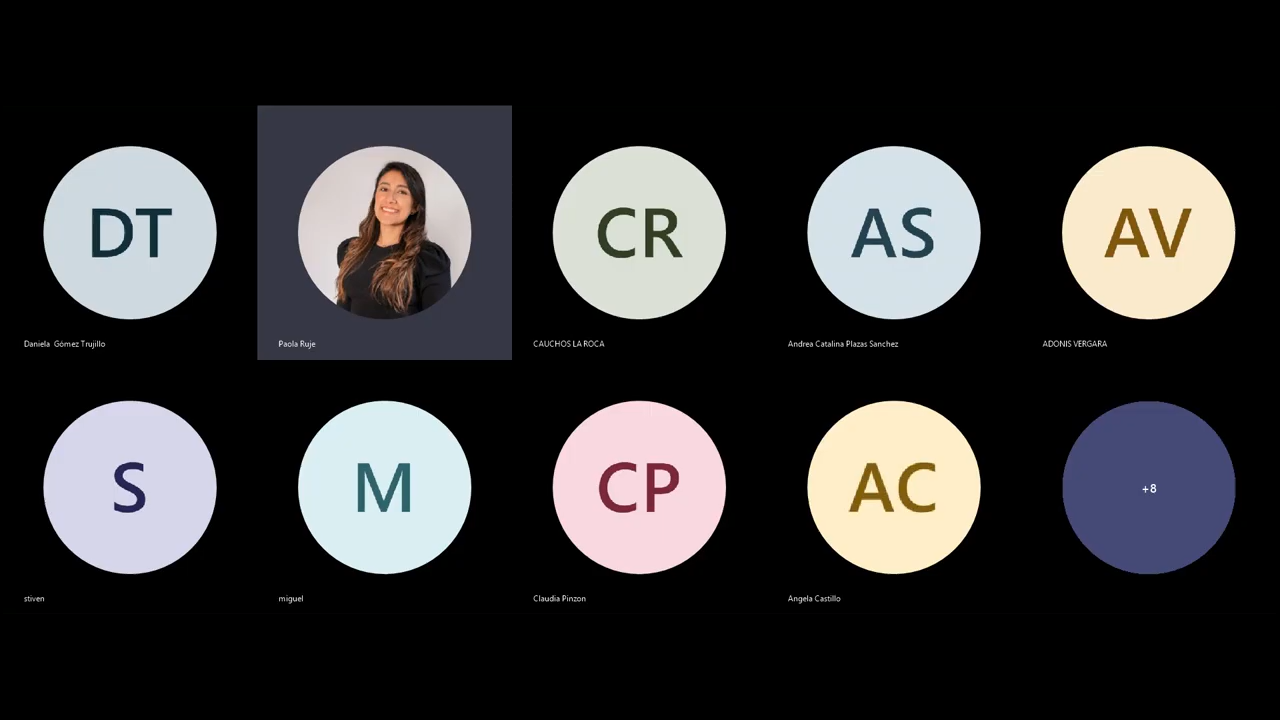 DT
CR
AS
AV
Daniela  Gómez Trujillo
Paola Ruje
CAUCHOS LA ROCA
Andrea Catalina Plazas Sanchez
ADONIS VERGARA
S
M
CP
AC
+8
stiven
miguel
Claudia Pinzon
Angela Castillo